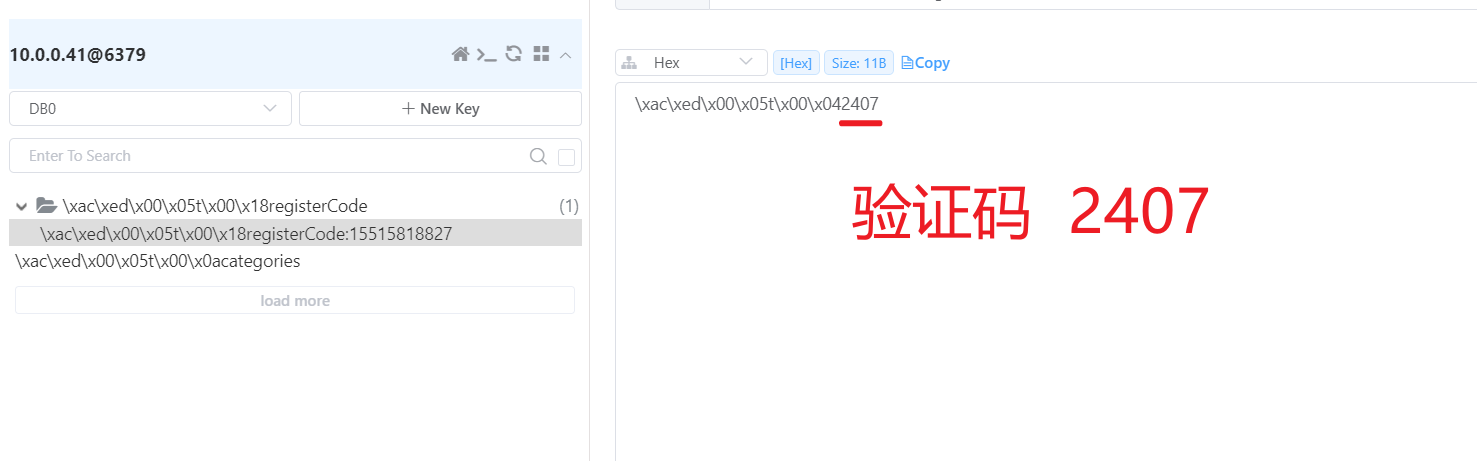 10.0.0.41@6379
DB0
New Key
Enter To Search
\xac\xed\x00\x05t\x00\x18registerCode
(1)
\xac\xed\x00\x05t\x00\x18registerCode:15515818827
\xac\xed\x00\x05t\x00\x0acategories
load more
Hex
[Hex]
Size: 11B
Copy
\xac\xed\x00\x05t\x00\x042407
验证码 2407